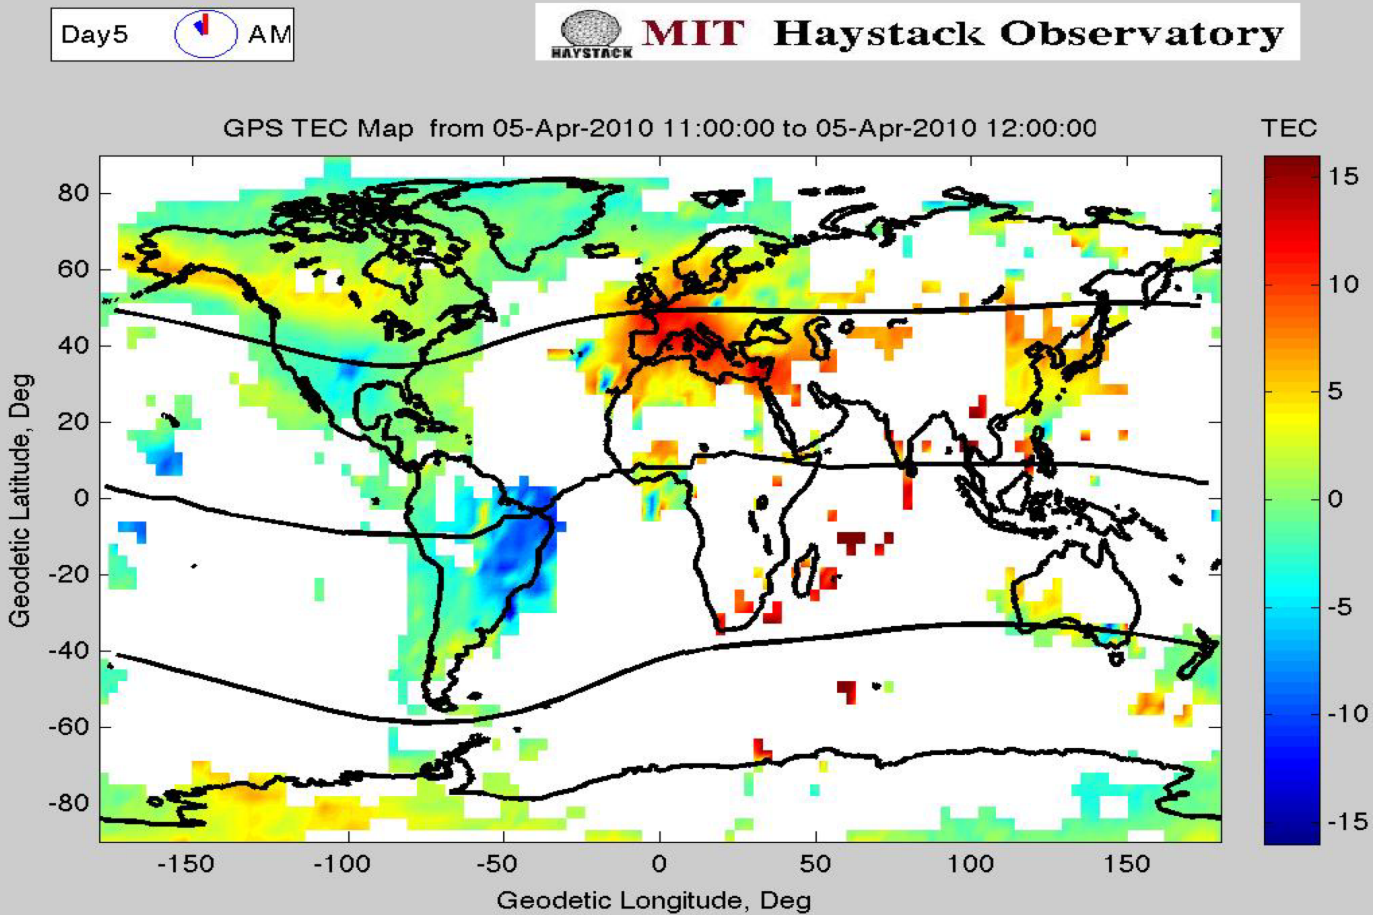 Day5 AM
HAYSTACK
MIT Haystack Observatory
GPS TEC Map from 05-Apr-2010 11:00:00 to 05-Apr-2010 12:00:00
TEC
80
60
40
20
0
-20
-40
-60
-80
Geodetic Latitude, Deg
-150 -100 -50 0 50 100 150
Geodetic Longitude, Deg
15
10
5
0
-5
-10
-15